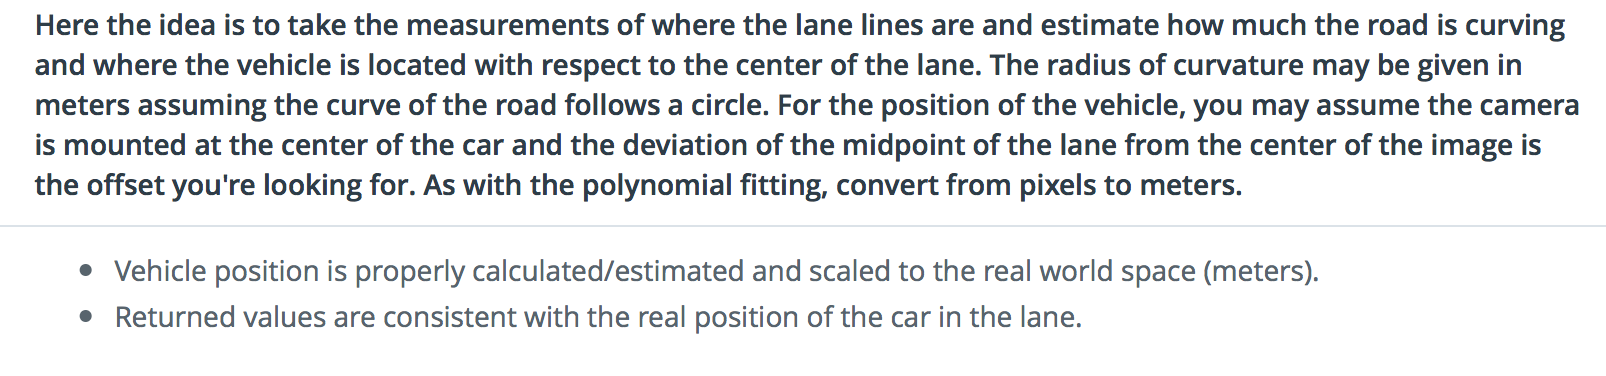 Here the idea is to take the measurements of where the lane lines are and estimate how much the road is curving
and where the vehicle is located with respect to the center of the lane. The radius of curvature may be given in
meters assuming the curve of the road follows a circle. For the position of the vehicle, you may assume the camera
is mounted at the center of the car and the deviation of the midpoint of the lane from the center of the image is
the offset you're looking for. As with the polynomial fitting, convert from pixels to meters.
• Vehicle position is properly calculated/estimated and scaled to the real world space (meters).
• Returned values are consistent with the real position of the car in the lane.